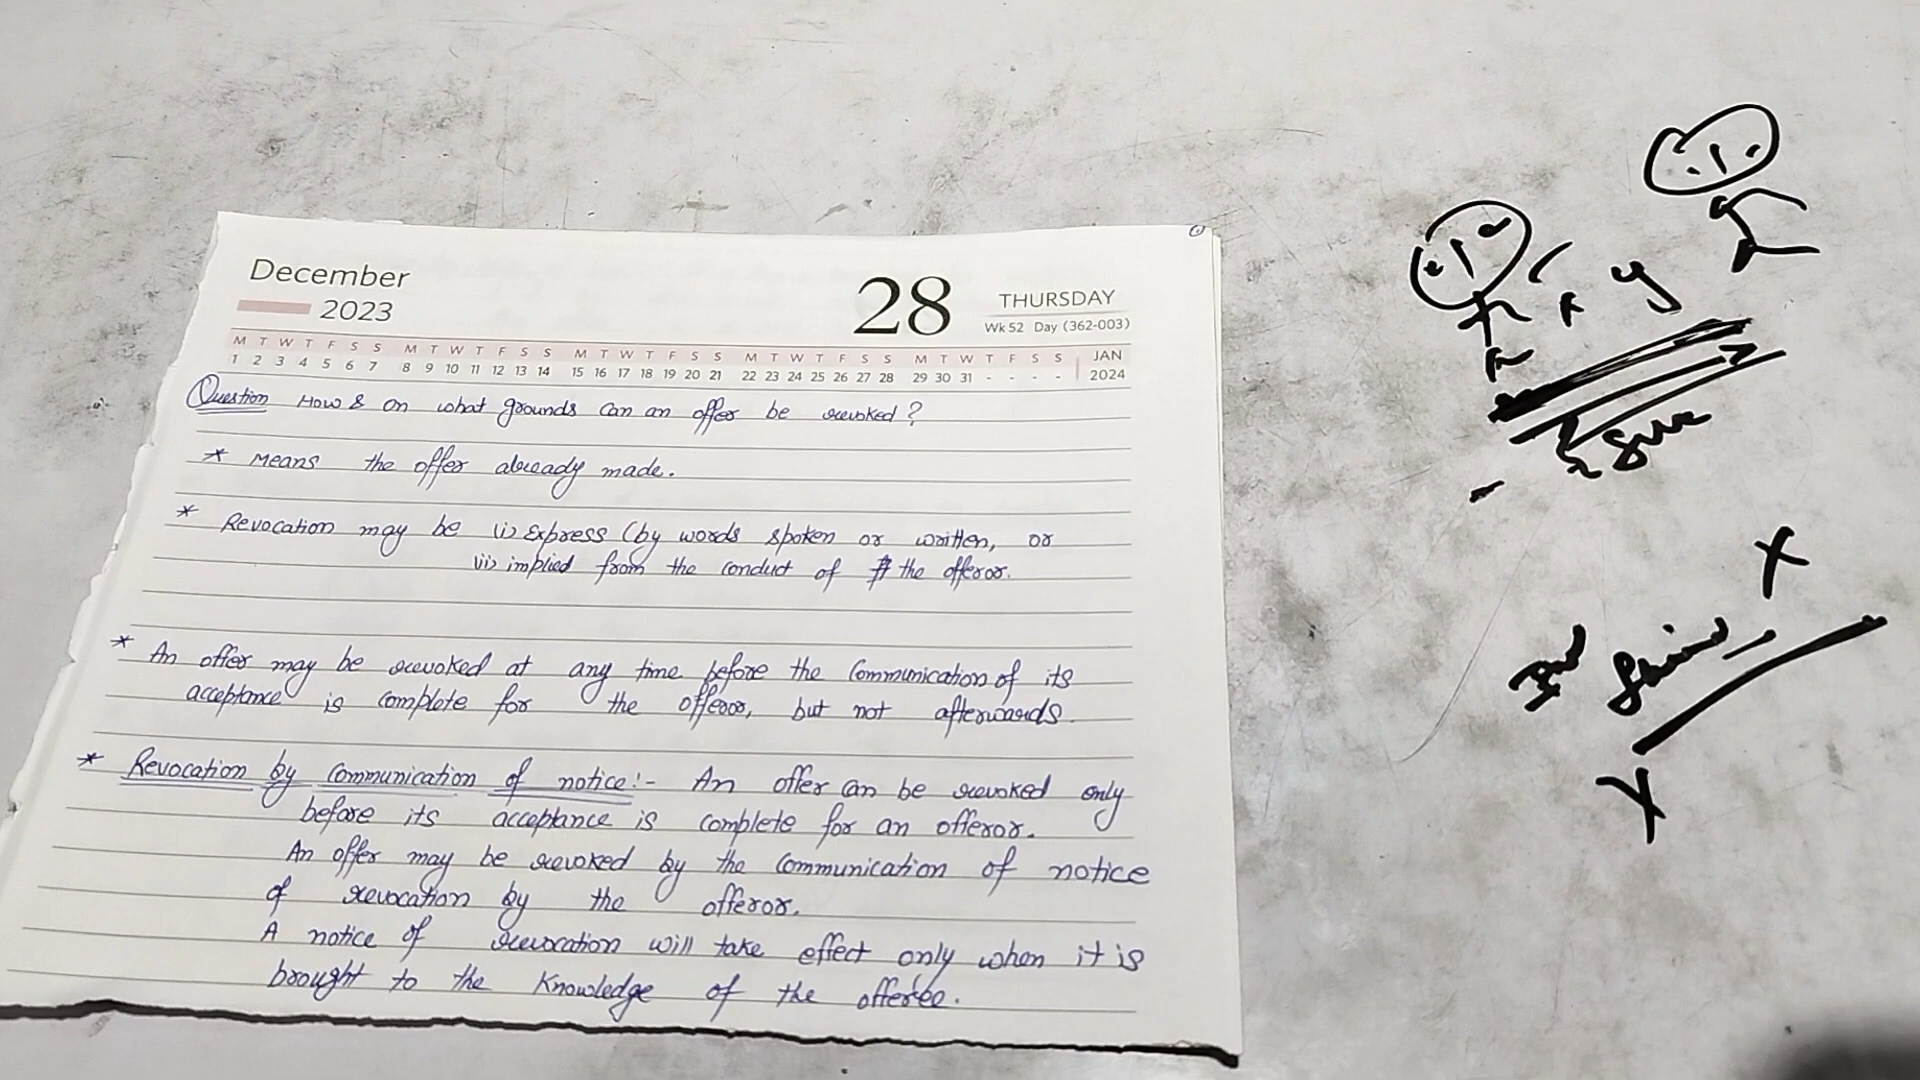 December
2023
28
THURSDAY
Wk 52 Day (362-003)
M T W T F S S M T W T F S S M T W T F S S M T W T F S S M T W T F S S JAN
1 2 3 4 5 6 7 8 9 10 11 12 13 14 15 16 17 18 19 20 21 22 23 24 25 26 27 28 29 30 31 - - - - 2024
Question How & on what grounds can an offer be revoked?
* Means the offer already made.
* Revocation may be (i) Express (by words spoken or written, or
(ii) implied from the conduct of the offeror.
* An offer may be revoked at any time before the Communication of its
acceptance is complete for the offeror, but not afterwards.
* Revocation by Communication of notice:- An offer can be revoked only
before its acceptance is complete for an offeror.
An offer may be revoked by the Communication of notice
of revocation by the offeror.
A notice of revocation will take effect only when it is
brought to the Knowledge of the offeree.
x y
X
Y